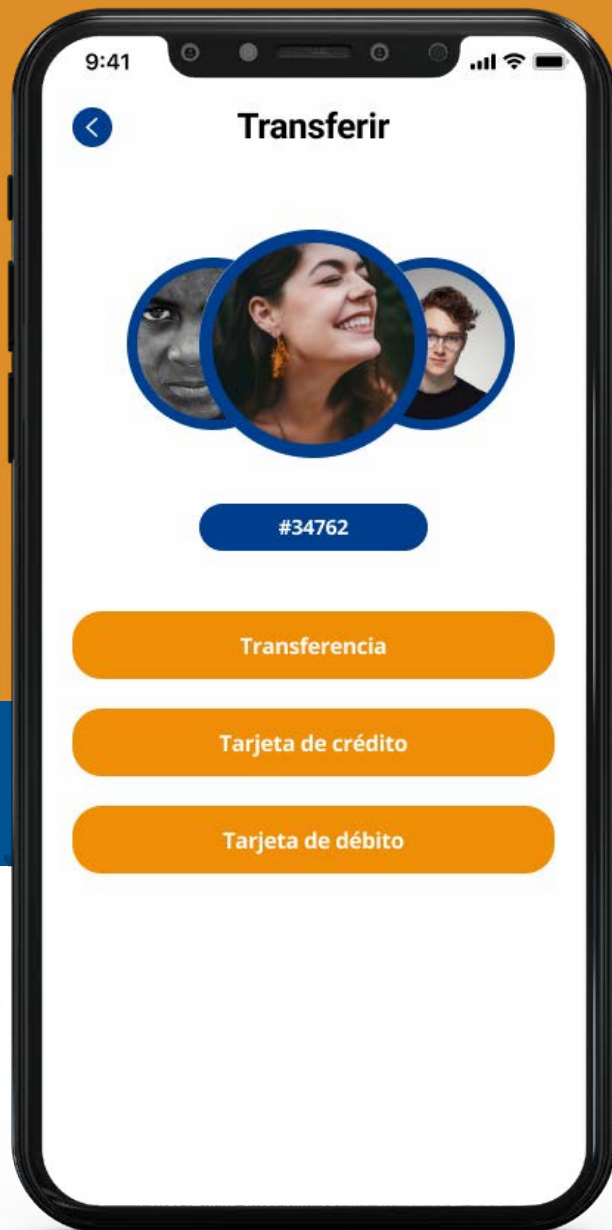 9:41
Transferir
#34762
Transferencia
Tarjeta de crédito
Tarjeta de débito